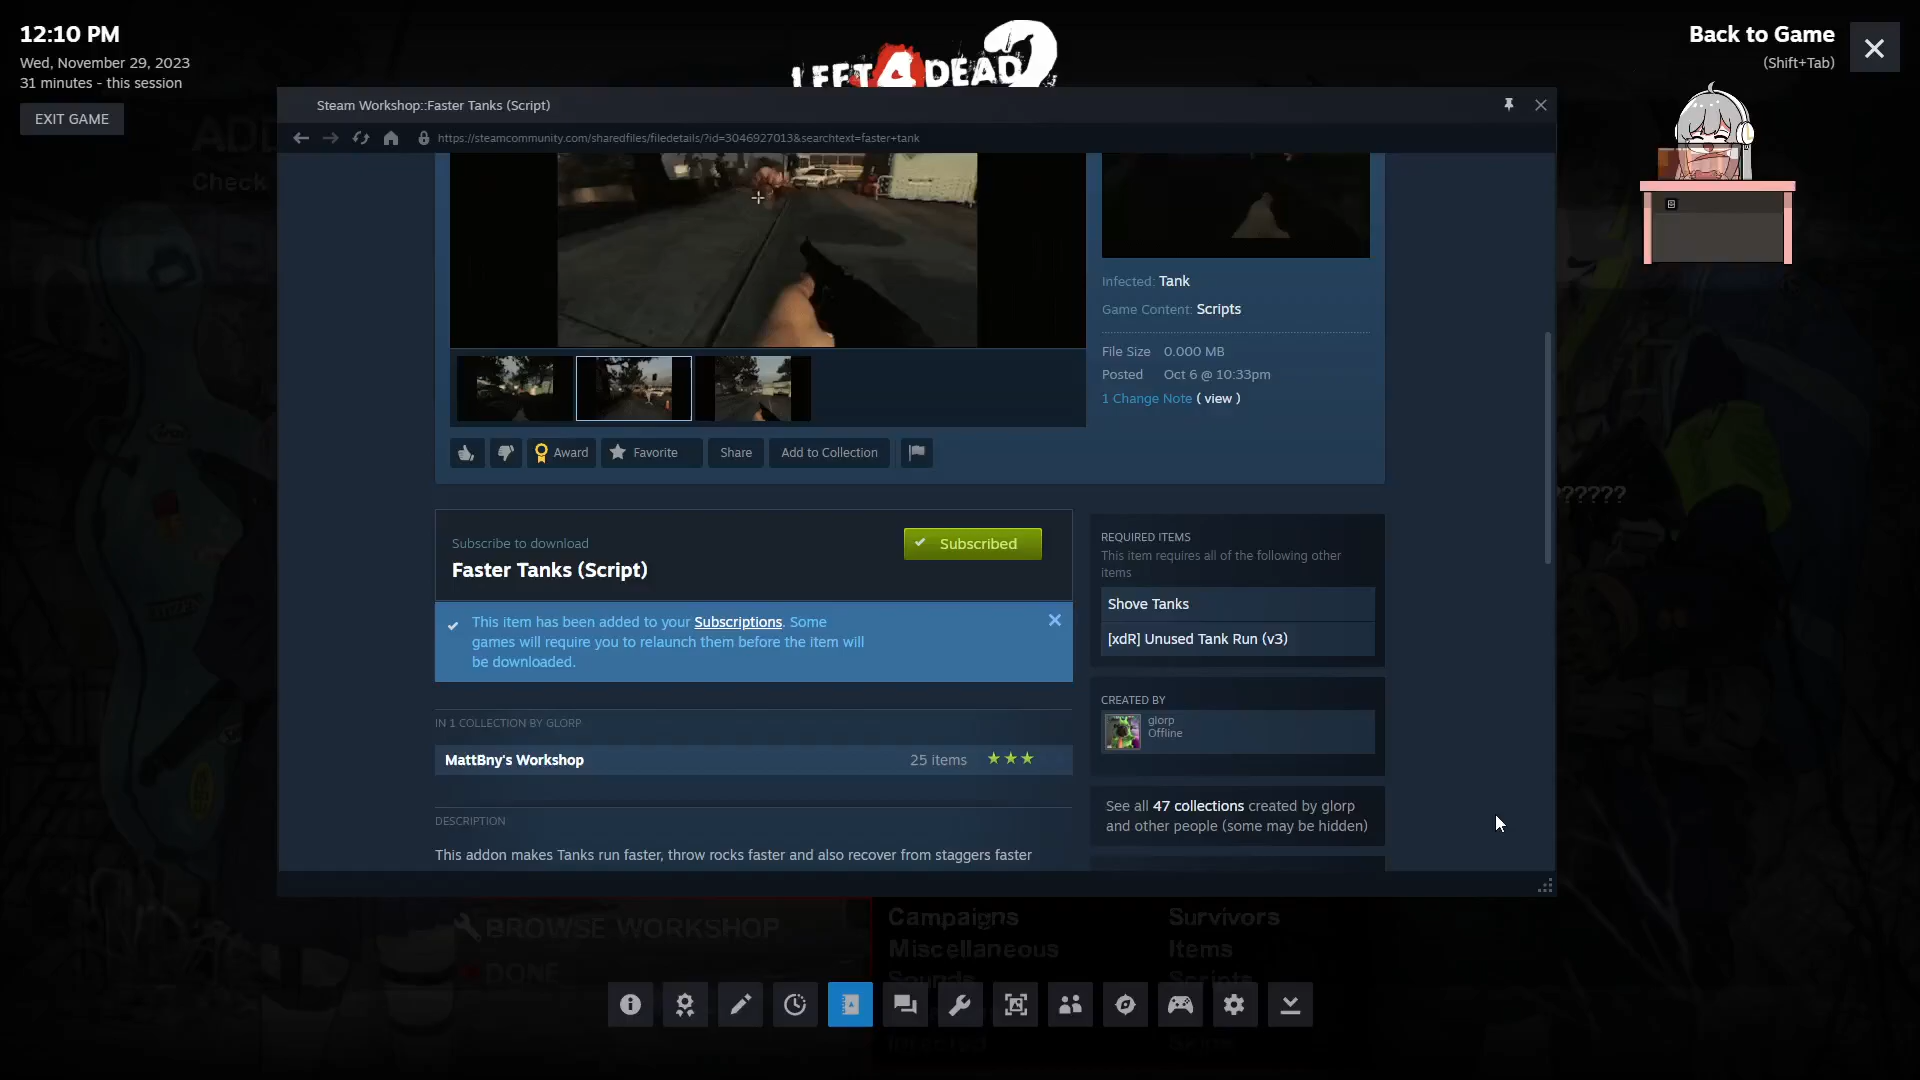 12:10 PM
Wed, November 29, 2023
31 minutes - this session
EXIT GAME
LEFT 4 DEAD 2
Back to Game
(Shift+Tab)
Steam Workshop::Faster Tanks (Script)
https://steamcommunity.com/sharedfiles/filedetails/?id=3046927013&searchtext=faster+tank
Check
Infected: Tank
Game Content: Scripts
File Size 0.000 MB
Posted Oct 6 @ 10:33pm
1 Change Note ( view )
Award
Favorite
Share
Add to Collection
??????
Subscribe to download
Faster Tanks (Script)
Subscribed
This item has been added to your Subscriptions. Some
games will require you to relaunch them before the item will
be downloaded.
IN 1 COLLECTION BY GLORP
MattBny's Workshop 25 items
DESCRIPTION
This addon makes Tanks run faster, throw rocks faster and also recover from staggers faster
REQUIRED ITEMS
This item requires all of the following other
items
Shove Tanks
[xdR] Unused Tank Run (v3)
CREATED BY
glorp
Offline
See all 47 collections created by glorp
and other people (some may be hidden)
BROWSE WORKSHOP
DONE
Campaigns
Miscellaneous
Sounds
Infected
Survivors
Items
Scripts